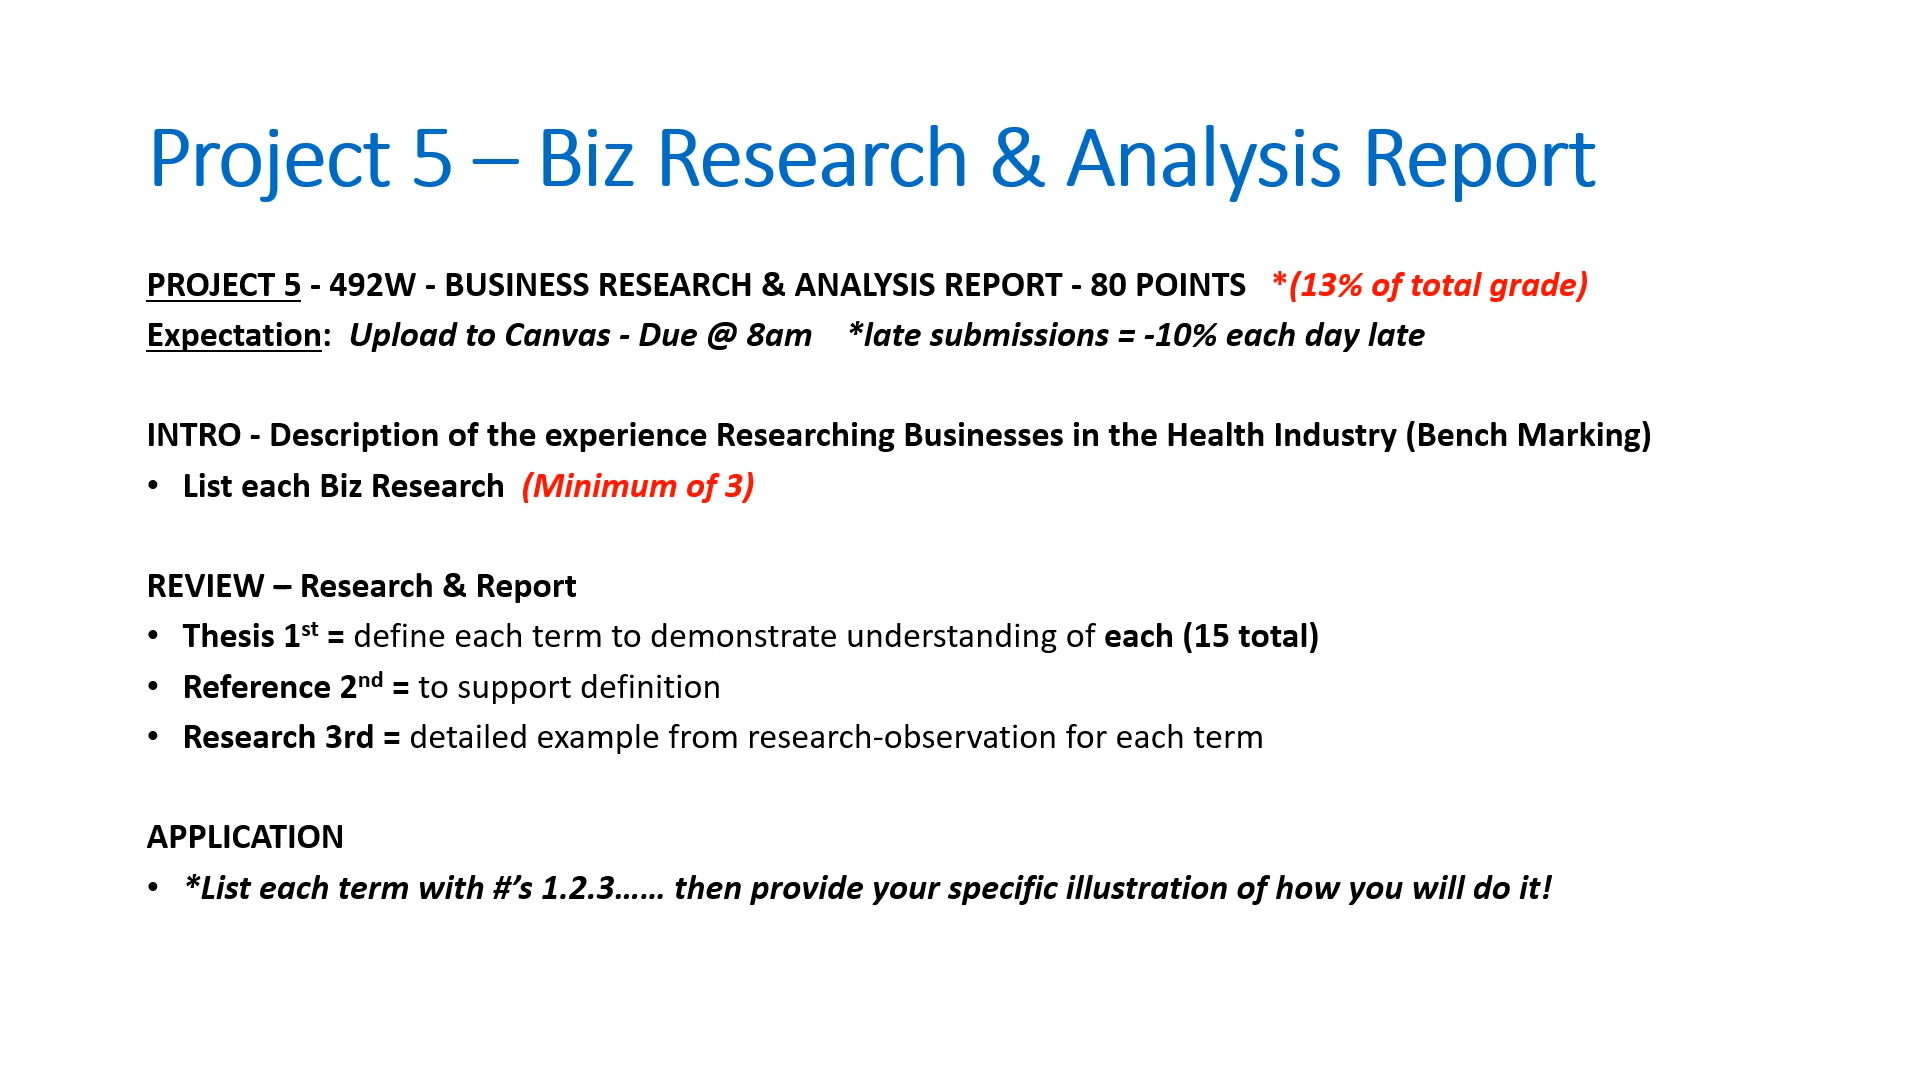 Project 5 – Biz Research & Analysis Report
PROJECT 5 - 492W - BUSINESS RESEARCH & ANALYSIS REPORT - 80 POINTS *(13% of total grade)
Expectation: Upload to Canvas - Due @ 8am *late submissions = -10% each day late
INTRO - Description of the experience Researching Businesses in the Health Industry (Bench Marking)
• List each Biz Research (Minimum of 3)
REVIEW – Research & Report
• Thesis 1st = define each term to demonstrate understanding of each (15 total)
• Reference 2nd = to support definition
• Research 3rd = detailed example from research-observation for each term
APPLICATION
• *List each term with #’s 1.2.3…… then provide your specific illustration of how you will do it!